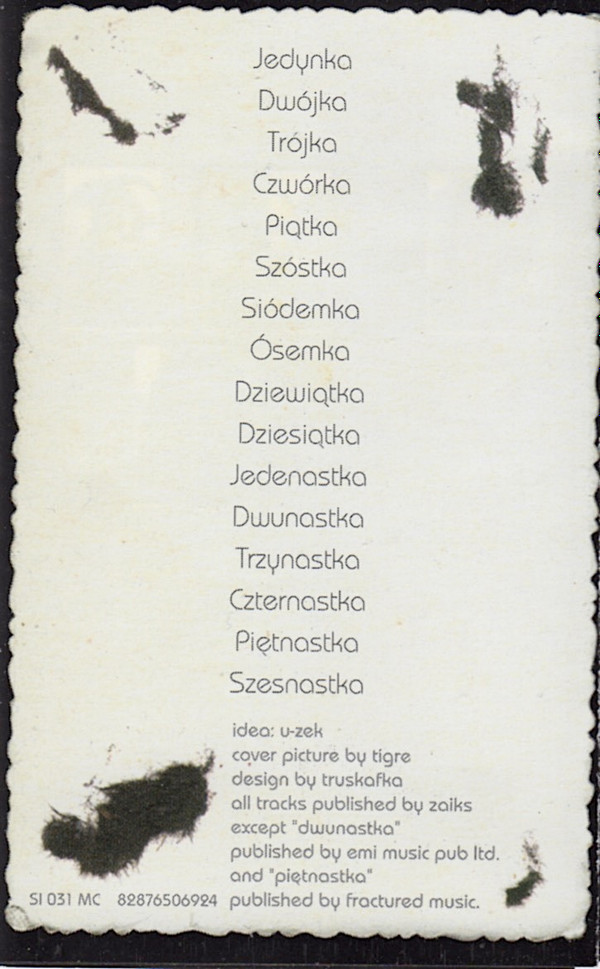 Jedynka
Dwójka
Trójka
Czwórka
Piątka
Szóstka
Siódemka
Ósemka
Dziewiątka
Dziesiątka
Jedenastka
Dwunastka
Trzynastka
Czternastka
Piętnastka
Szesnastka
idea: u-zek
cover picture by tigre
design by truskafka
all tracks published by zaiks
except "dwunastka"
published by emi music pub ltd.
and "piętnastka"
SI 031 MC 82876506924 published by fractured music.